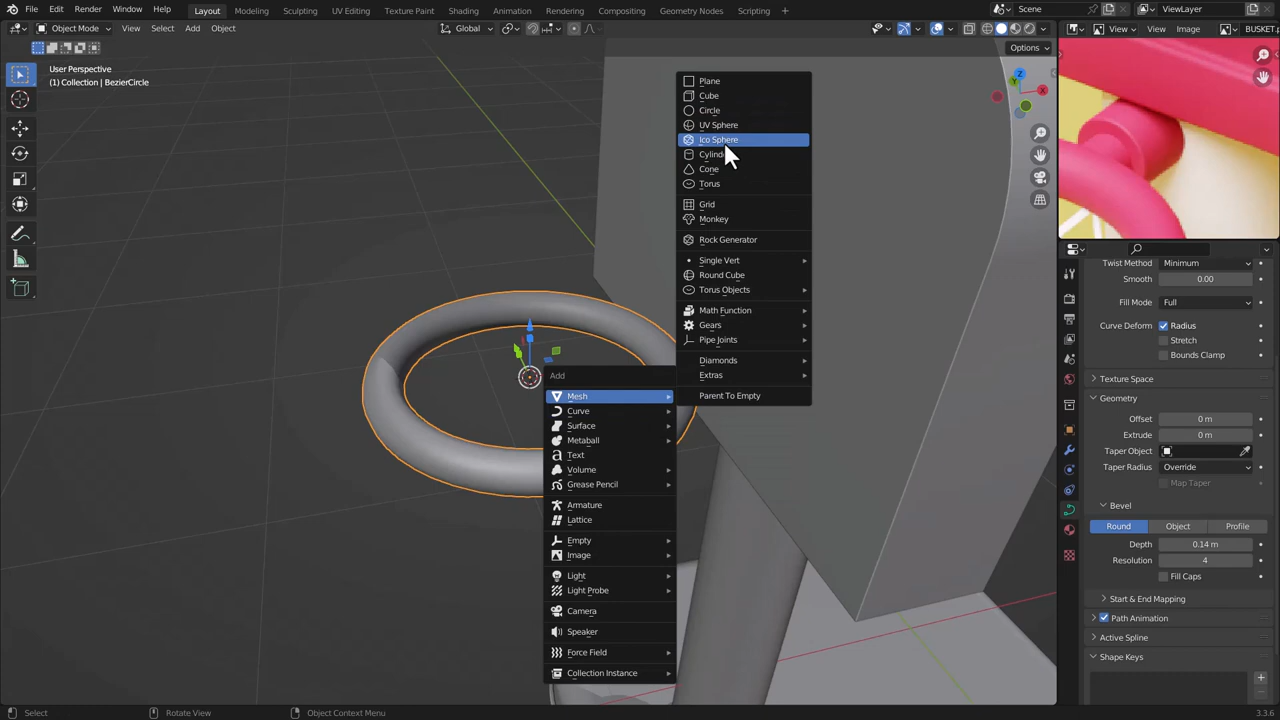 File Edit Render Window Help Layout Modeling Sculpting UV Editing Texture Paint Shading Animation Rendering Compositing Geometry Nodes Scripting Scene ViewLayer
Object Mode View Select Add Object Global View Image BUSKET.p
Options
User Perspective
(1) Collection | BezierCircle
Z
X
Y
Plane
Cube
Circle
UV Sphere
Ico Sphere
Cylind
Cone
Torus
Grid
Monkey
Rock Generator
Single Vert
Round Cube
Torus Objects
Math Function
Gears
Pipe Joints
Diamonds
Extras
Parent To Empty
Add
Mesh
Curve
Surface
Metaball
Text
Volume
Grease Pencil
Armature
Lattice
Empty
Image
Light
Light Probe
Camera
Speaker
Force Field
Collection Instance
Twist Method Minimum
Smooth 0.00
Fill Mode Full
Curve Deform Radius
Stretch
Bounds Clamp
Texture Space
Geometry
Offset 0 m
Extrude 0 m
Taper Object
Taper Radius Override
Map Taper
Bevel
Round Object Profile
Depth 0.14 m
Resolution 4
Fill Caps
Start & End Mapping
Path Animation
Active Spline
Shape Keys
Select Rotate View Object Context Menu 3.3.6